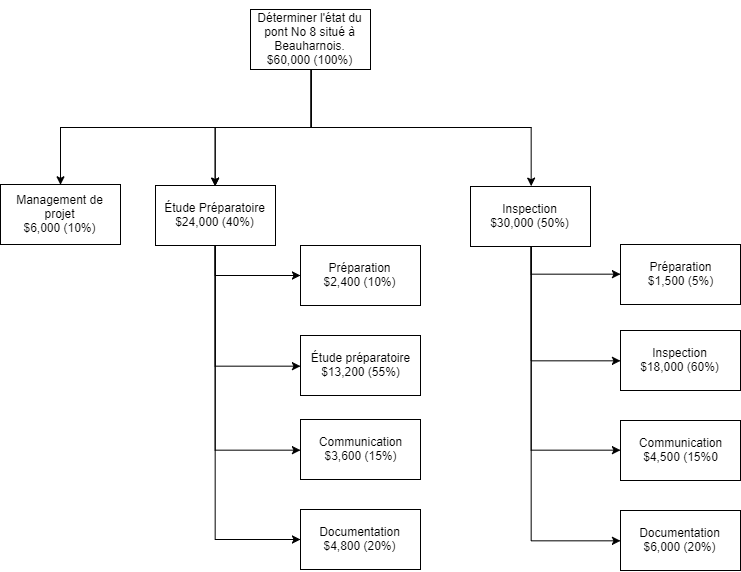 Déterminer l'état du
pont No 8 situé à
Beauharnois.
$60,000 (100%)
Management de
projet
$6,000 (10%)
Étude Préparatoire
$24,000 (40%)
Inspection
$30,000 (50%)
Préparation
$2,400 (10%)
Étude préparatoire
$13,200 (55%)
Communication
$3,600 (15%)
Documentation
$4,800 (20%)
Préparation
$1,500 (5%)
Inspection
$18,000 (60%)
Communication
$4,500 (15%0
Documentation
$6,000 (20%)